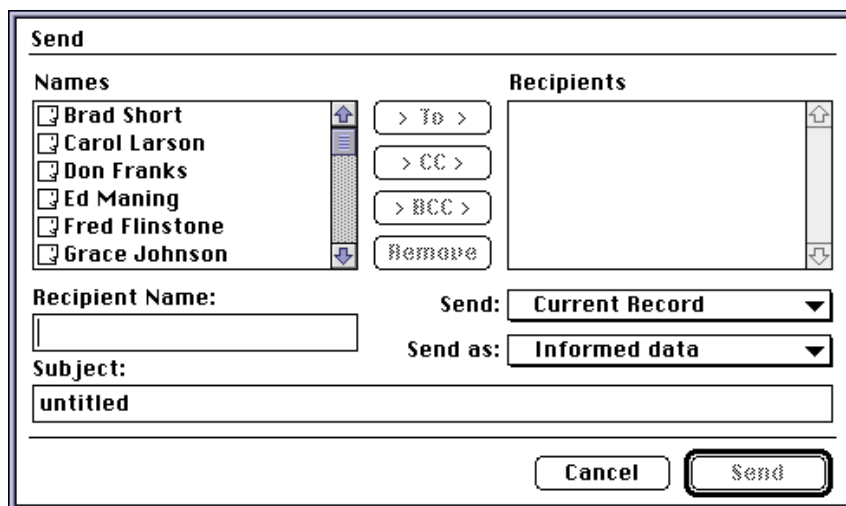 Send
Names
Recipients
Brad Short
Carol Larson
Don Franks
Ed Maning
Fred Flinstone
Grace Johnson
> To >
> CC >
> BCC >
Remove
Recipient Name:
Send: Current Record
Send as: Informed data
Subject:
untitled
Cancel
Send